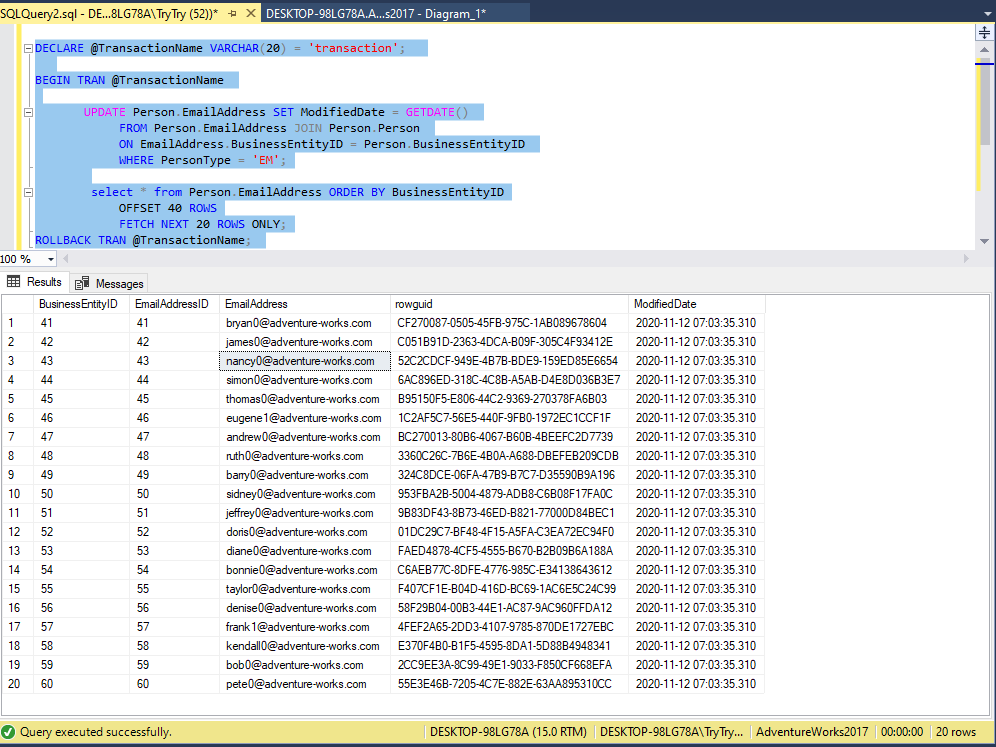 SQLQuery2.sql - DE...8LG78A\TryTry (52))* DESKTOP-98LG78A.A...s2017 - Diagram_1*
DECLARE @TransactionName VARCHAR(20) = 'transaction';
BEGIN TRAN @TransactionName
UPDATE Person.EmailAddress SET ModifiedDate = GETDATE()
FROM Person.EmailAddress JOIN Person.Person
ON EmailAddress.BusinessEntityID = Person.BusinessEntityID
WHERE PersonType = 'EM';
select * from Person.EmailAddress ORDER BY BusinessEntityID
OFFSET 40 ROWS
FETCH NEXT 20 ROWS ONLY;
ROLLBACK TRAN @TransactionName;
100 %
Results Messages
BusinessEntityID EmailAddressID EmailAddress rowguid ModifiedDate
1 41 41 bryan0@adventure-works.com CF270087-0505-45FB-975C-1AB089678604 2020-11-12 07:03:35.310
2 42 42 james0@adventure-works.com C051B91D-2363-4DCA-B09F-305C4F93412E 2020-11-12 07:03:35.310
3 43 43 nancy0@adventure-works.com 52C2CDCF-949E-4B7B-BDE9-159ED85E6654 2020-11-12 07:03:35.310
4 44 44 simon0@adventure-works.com 6AC896ED-318C-4C8B-A5AB-D4E8D036B3E7 2020-11-12 07:03:35.310
5 45 45 thomas0@adventure-works.com B95150F5-E806-44C2-9369-270378FA6B03 2020-11-12 07:03:35.310
6 46 46 eugene1@adventure-works.com 1C2AF5C7-56E5-440F-9FB0-1972EC1CCF1F 2020-11-12 07:03:35.310
7 47 47 andrew0@adventure-works.com BC270013-80B6-4067-B60B-4BEEFC2D7739 2020-11-12 07:03:35.310
8 48 48 ruth0@adventure-works.com 3360C26C-7B6E-4B0A-A688-DBEFEB209CDB 2020-11-12 07:03:35.310
9 49 49 barry0@adventure-works.com 324C8DCE-06FA-47B9-B7C7-D35590B9A196 2020-11-12 07:03:35.310
10 50 50 sidney0@adventure-works.com 953FBA2B-5004-4879-ADB8-C6B08F17FA0C 2020-11-12 07:03:35.310
11 51 51 jeffrey0@adventure-works.com 9B83DF43-8B73-46ED-B821-77000D84BEC1 2020-11-12 07:03:35.310
12 52 52 doris0@adventure-works.com 01DC29C7-BF48-4F15-A5FA-C3EA72EC94F0 2020-11-12 07:03:35.310
13 53 53 diane0@adventure-works.com FAED4878-4CF5-4555-B670-B2B09B6A188A 2020-11-12 07:03:35.310
14 54 54 bonnie0@adventure-works.com C6AEB77C-8DFE-4776-985C-E34138643612 2020-11-12 07:03:35.310
15 55 55 taylor0@adventure-works.com F407CF1E-B04D-416D-BC69-1AC6E5C24C99 2020-11-12 07:03:35.310
16 56 56 denise0@adventure-works.com 58F29B04-00B3-44E1-AC87-9AC960FFDA12 2020-11-12 07:03:35.310
17 57 57 frank1@adventure-works.com 4FEF2A65-2DD3-4107-9785-870DE1727EBC 2020-11-12 07:03:35.310
18 58 58 kendall0@adventure-works.com E370F4B0-B1F5-4595-8DA1-5D88B4948341 2020-11-12 07:03:35.310
19 59 59 bob0@adventure-works.com 2CC9EE3A-8C99-49E1-9033-F850CF668EFA 2020-11-12 07:03:35.310
20 60 60 pete0@adventure-works.com 55E3E46B-7205-4C7E-882E-63AA895310CC 2020-11-12 07:03:35.310
Query executed successfully. DESKTOP-98LG78A (15.0 RTM) DESKTOP-98LG78A\TryTry... AdventureWorks2017 00:00:00 20 rows